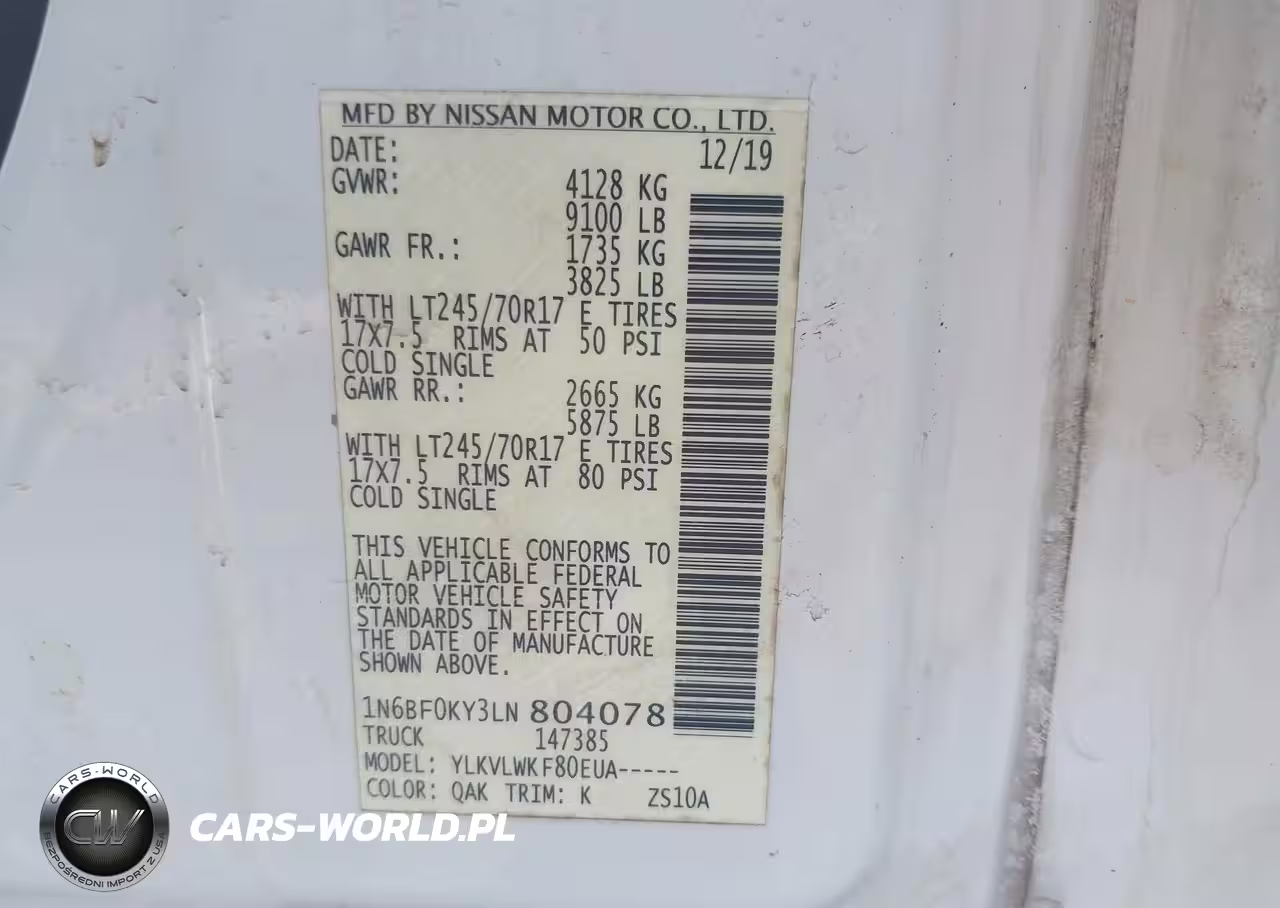 MFD BY NISSAN MOTOR CO., LTD.
DATE: 12/19
GVWR: 4128 KG
9100 LB
GAWR FR.: 1735 KG
3825 LB
WITH LT245/70R17 E TIRES
17X7.5 RIMS AT 50 PSI
COLD SINGLE
GAWR RR.: 2665 KG
5875 LB
WITH LT245/70R17 E TIRES
17X7.5 RIMS AT 80 PSI
COLD SINGLE
THIS VEHICLE CONFORMS TO
ALL APPLICABLE FEDERAL
MOTOR VEHICLE SAFETY
STANDARDS IN EFFECT ON
THE DATE OF MANUFACTURE
SHOWN ABOVE.
1N6BF0KY3LN 804078
TRUCK 147385
MODEL: YLKVLWKF80EUA-----
COLOR: QAK TRIM: K ZS10A
CARS-WORLD
CW
BEZPOŚREDNI IMPORT Z USA
CARS-WORLD.PL